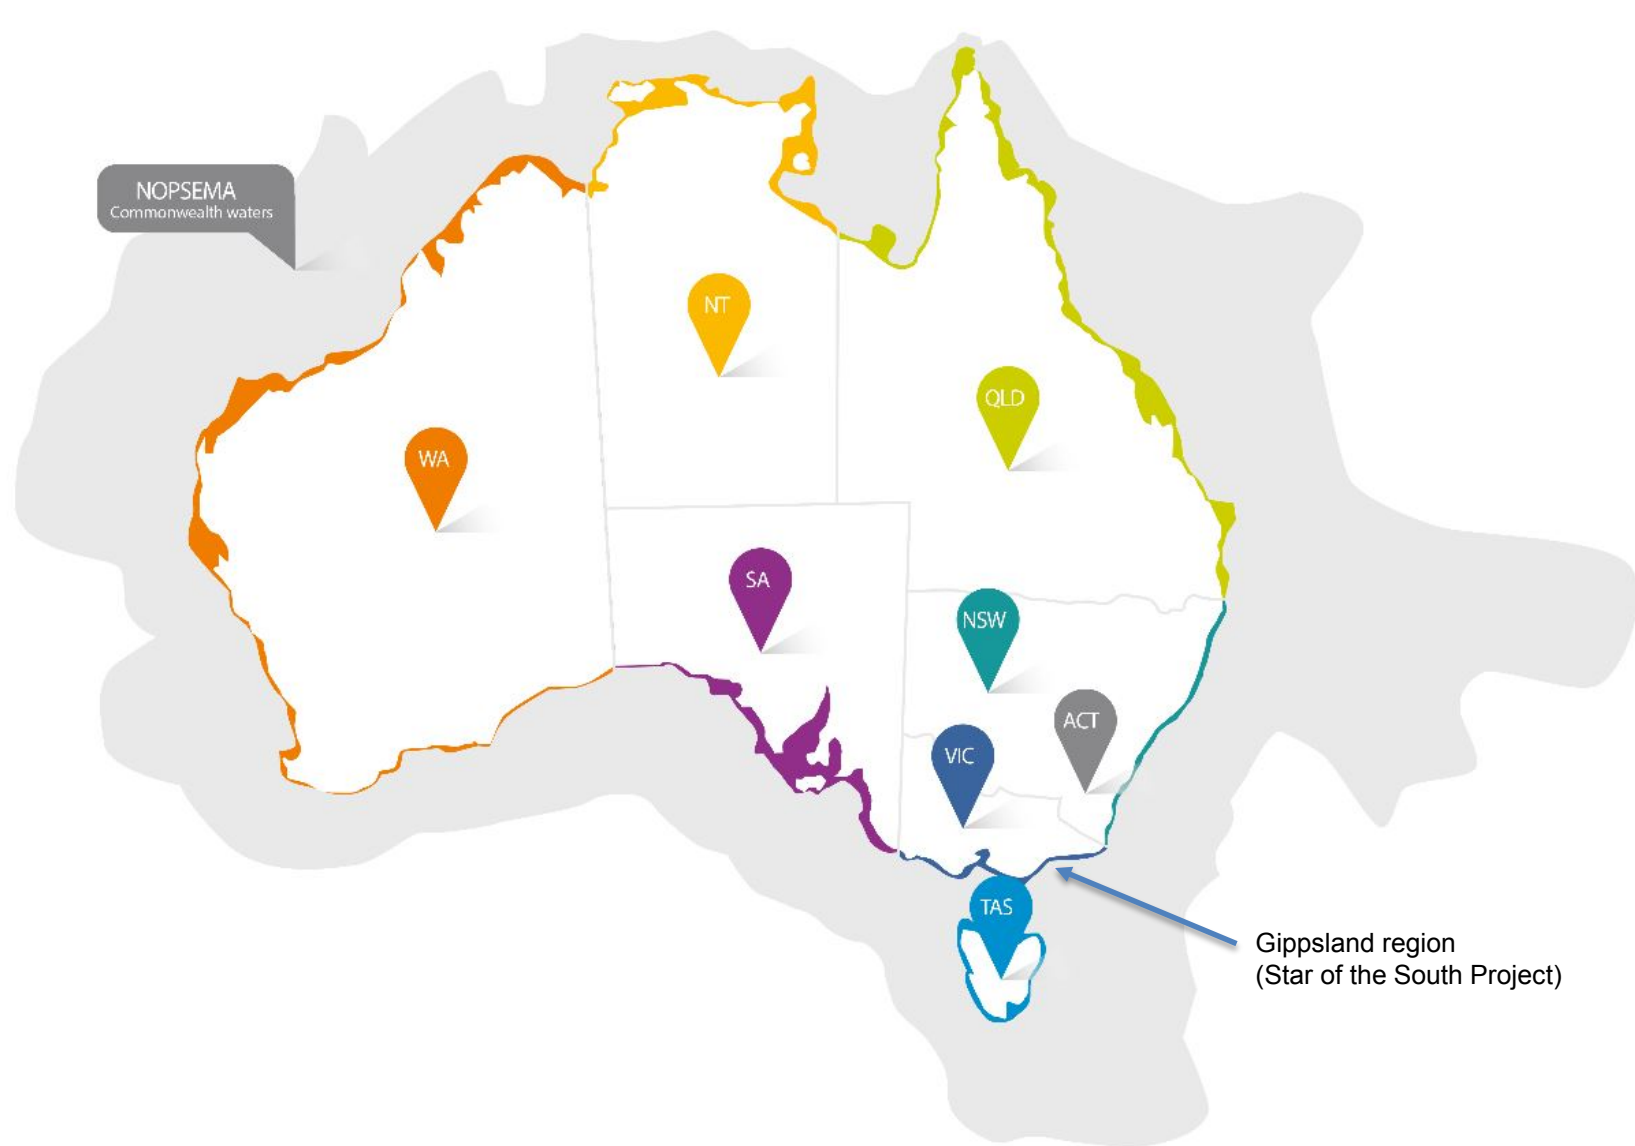 NOPSEMA
Commonwealth waters
NT
QLD
WA
SA
NSW
ACT
VIC
TAS
Gippsland region
(Star of the South Project)